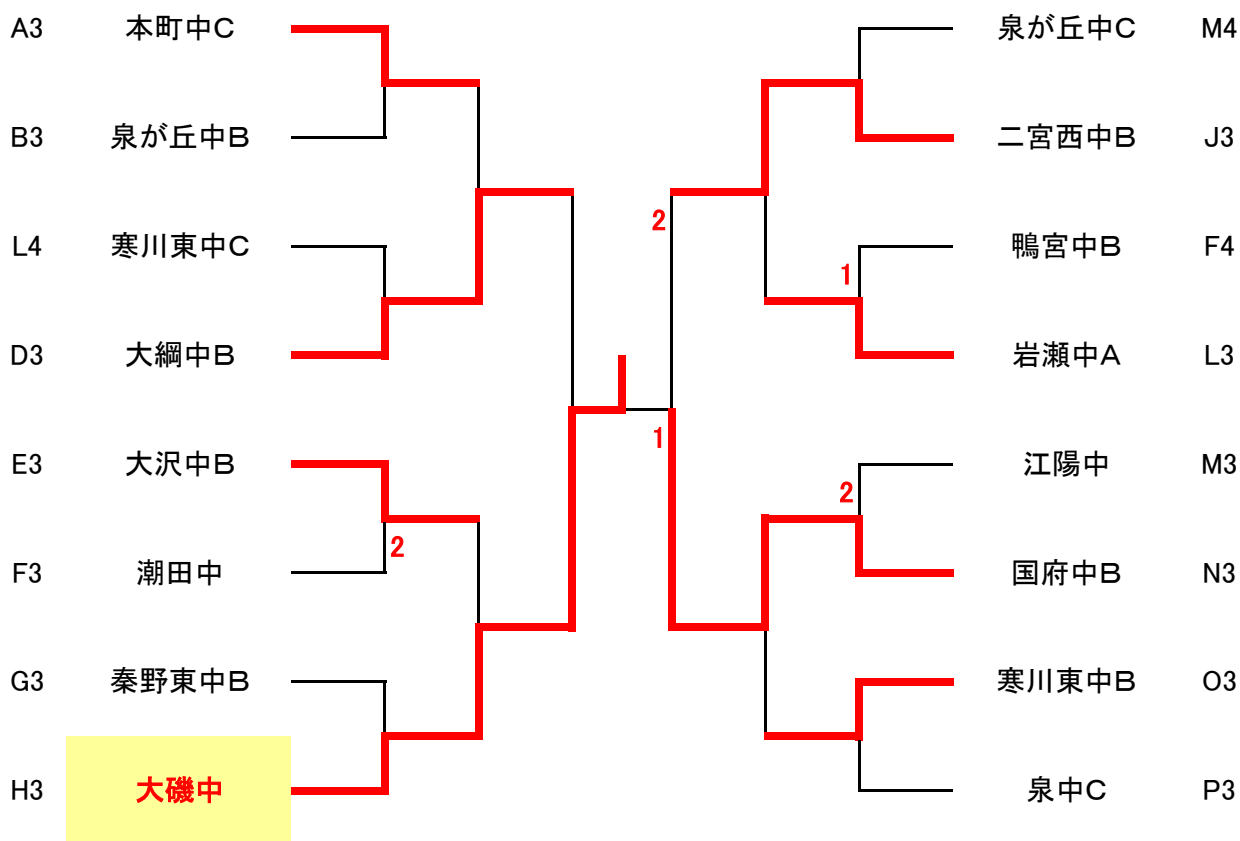 A3 本町中C 泉が丘中C M4
B3 泉が丘中B 二宮西中B J3
2
L4 寒川東中C 鴨宮中B F4
1
D3 大綱中B 岩瀬中A L3
1
E3 大沢中B 江陽中 M3
2
2
F3 潮田中 国府中B N3
G3 秦野東中B 寒川東中B O3
H3 大磯中 泉中C P3